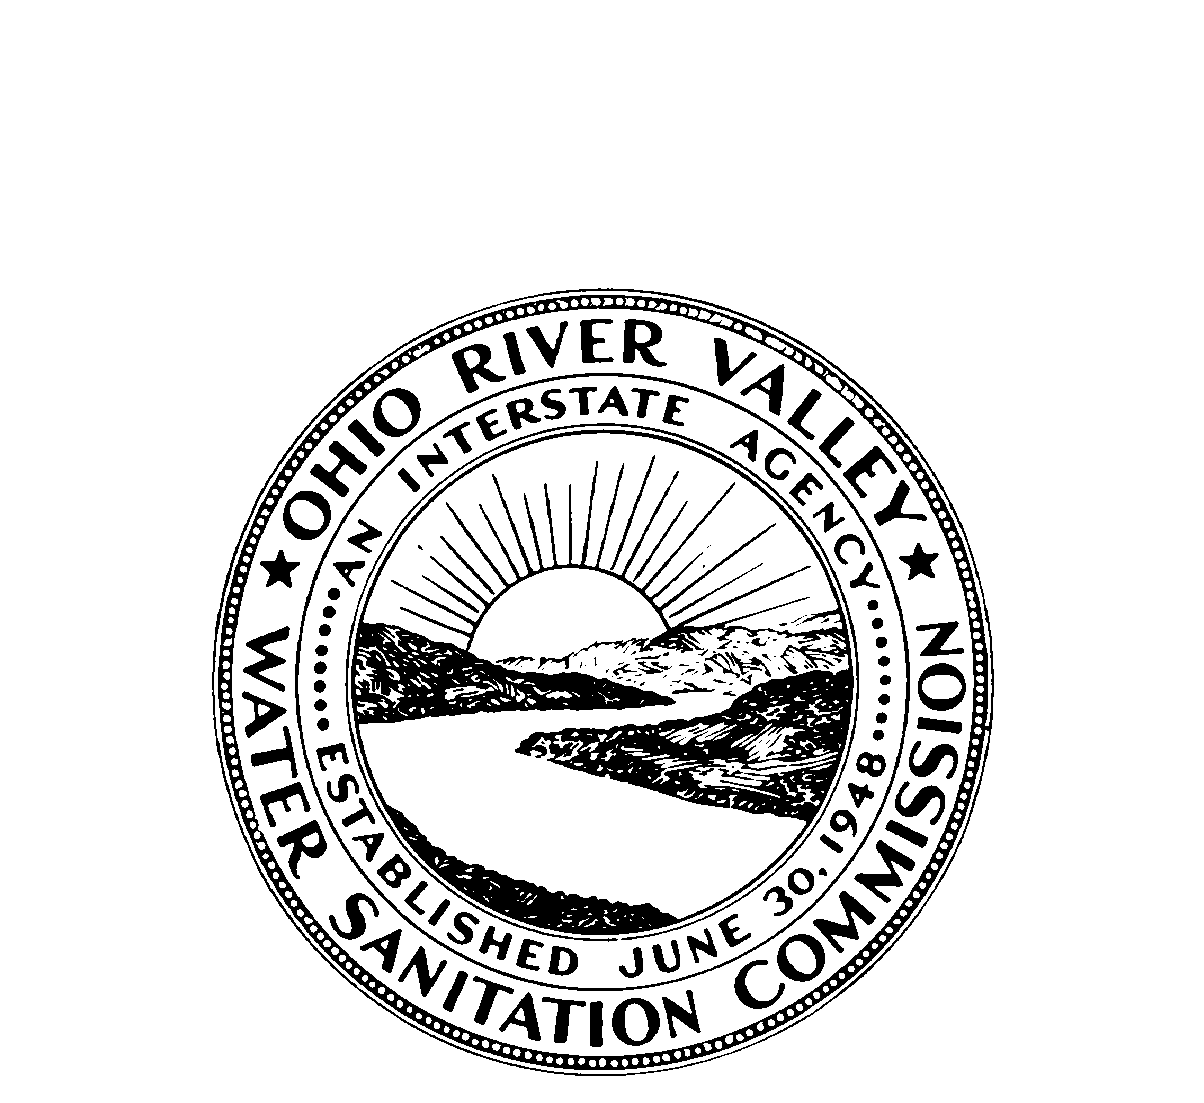 OHIO RIVER VALLEY
WATER SANITATION COMMISSION
AN INTERSTATE AGENCY
ESTABLISHED JUNE 30, 1948